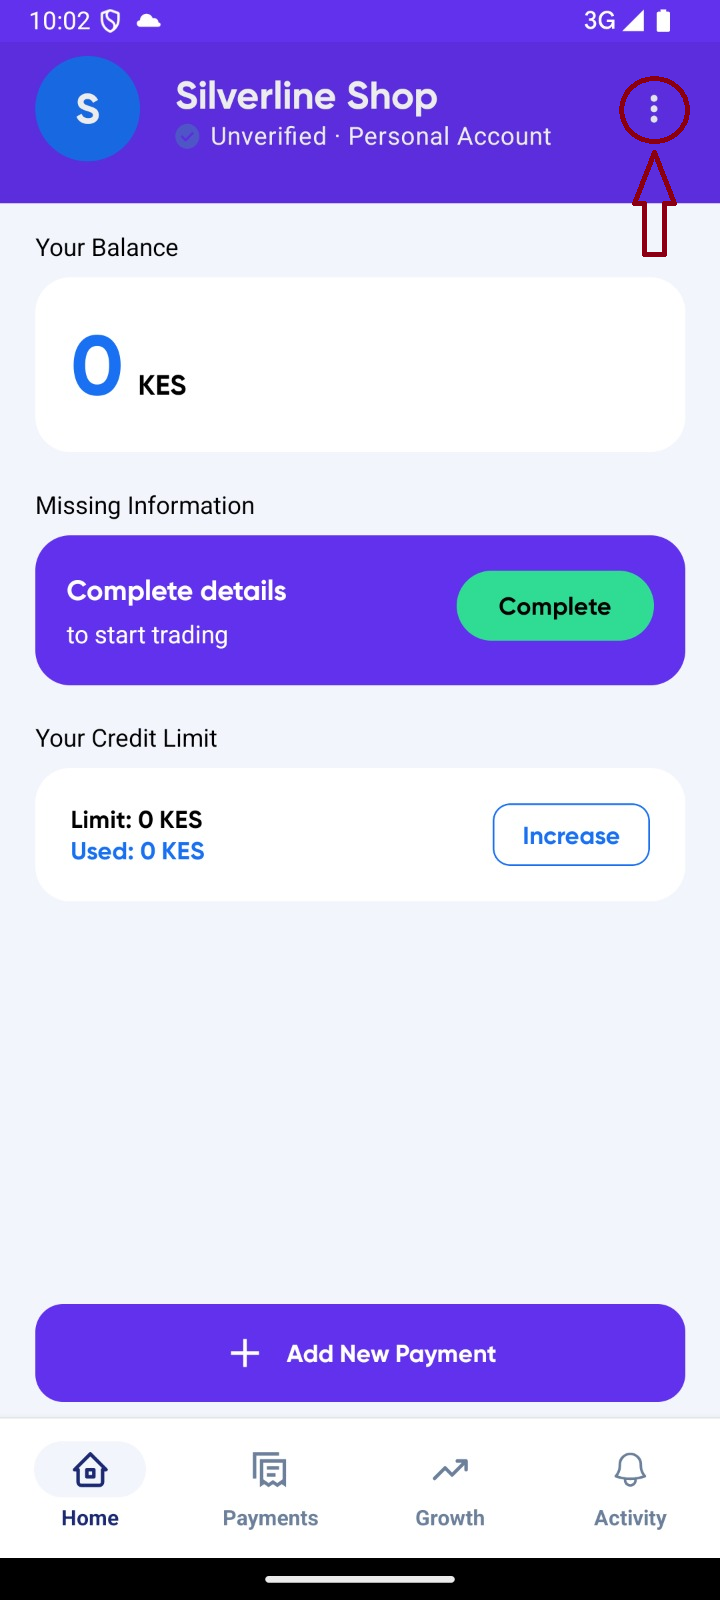 10:02
3G
S
Silverline Shop
Unverified · Personal Account
Your Balance
0 KES
Missing Information
Complete details
to start trading
Complete
Your Credit Limit
Limit: 0 KES
Used: 0 KES
Increase
Add New Payment
Home
Payments
Growth
Activity